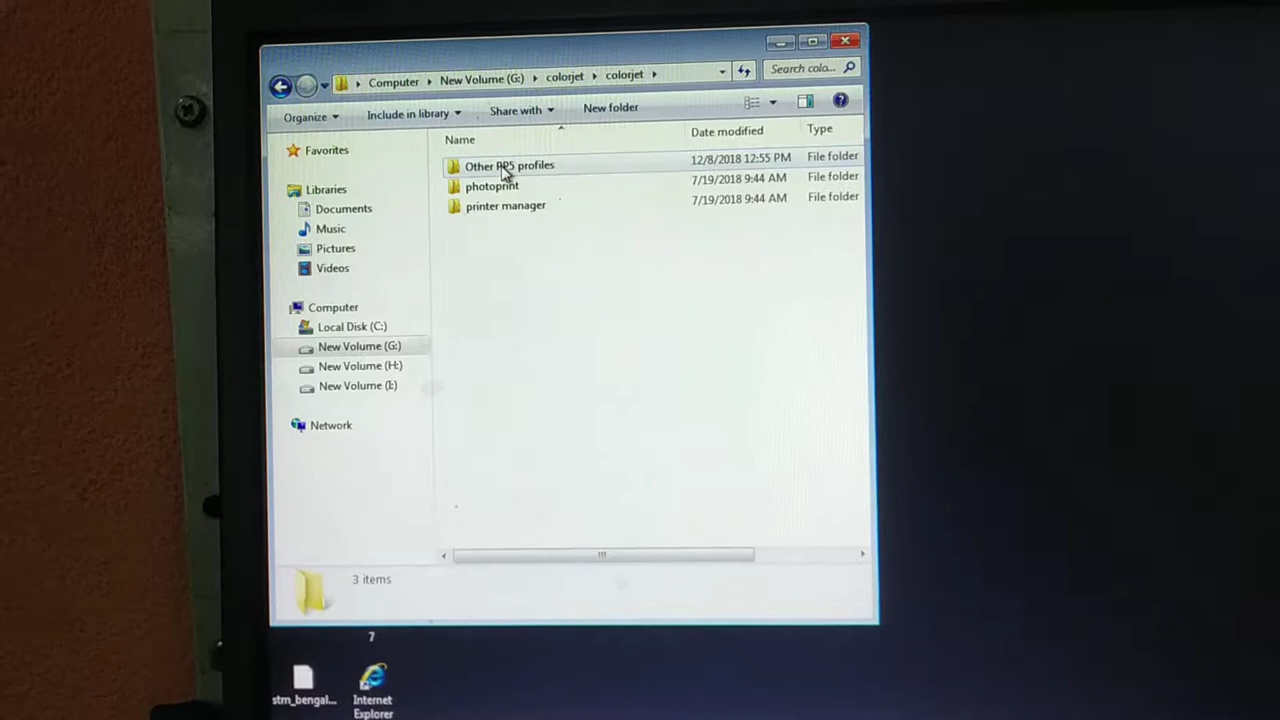 Computer
New Volume (G:)
colorjet
colorjet
Search colo...
Organize
Include in library
Share with
New folder
Name
Date modified
Type
Favorites
Libraries
Documents
Music
Pictures
Videos
Computer
Local Disk (C:)
New Volume (G:)
New Volume (H:)
New Volume (I:)
Network
Other PP5 profiles
12/8/2018 12:55 PM
File folder
photoprint
7/19/2018 9:44 AM
File folder
printer manager
7/19/2018 9:44 AM
File folder
3 items
7
stm_bengal...
Internet
Explorer